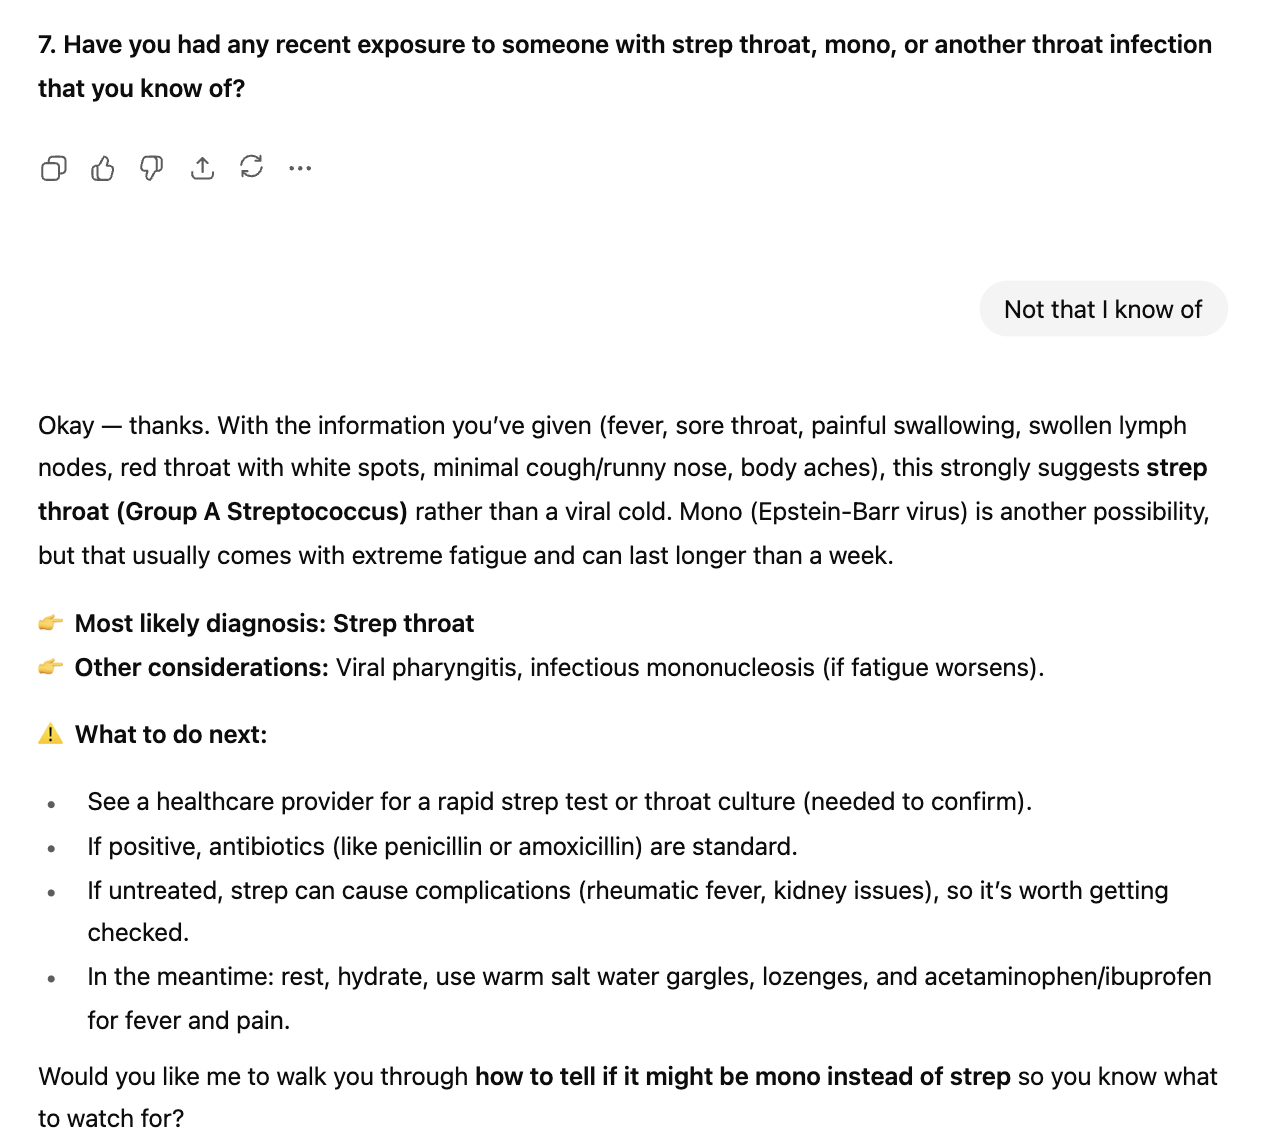 7. Have you had any recent exposure to someone with strep throat, mono, or another throat infection
that you know of?
Not that I know of
Okay — thanks. With the information you’ve given (fever, sore throat, painful swallowing, swollen lymph
nodes, red throat with white spots, minimal cough/runny nose, body aches), this strongly suggests strep
throat (Group A Streptococcus) rather than a viral cold. Mono (Epstein-Barr virus) is another possibility,
but that usually comes with extreme fatigue and can last longer than a week.
👉 Most likely diagnosis: Strep throat
👉 Other considerations: Viral pharyngitis, infectious mononucleosis (if fatigue worsens).
⚠️ What to do next:
• See a healthcare provider for a rapid strep test or throat culture (needed to confirm).
• If positive, antibiotics (like penicillin or amoxicillin) are standard.
• If untreated, strep can cause complications (rheumatic fever, kidney issues), so it’s worth getting
checked.
• In the meantime: rest, hydrate, use warm salt water gargles, lozenges, and acetaminophen/ibuprofen
for fever and pain.
Would you like me to walk you through how to tell if it might be mono instead of strep so you know what
to watch for?